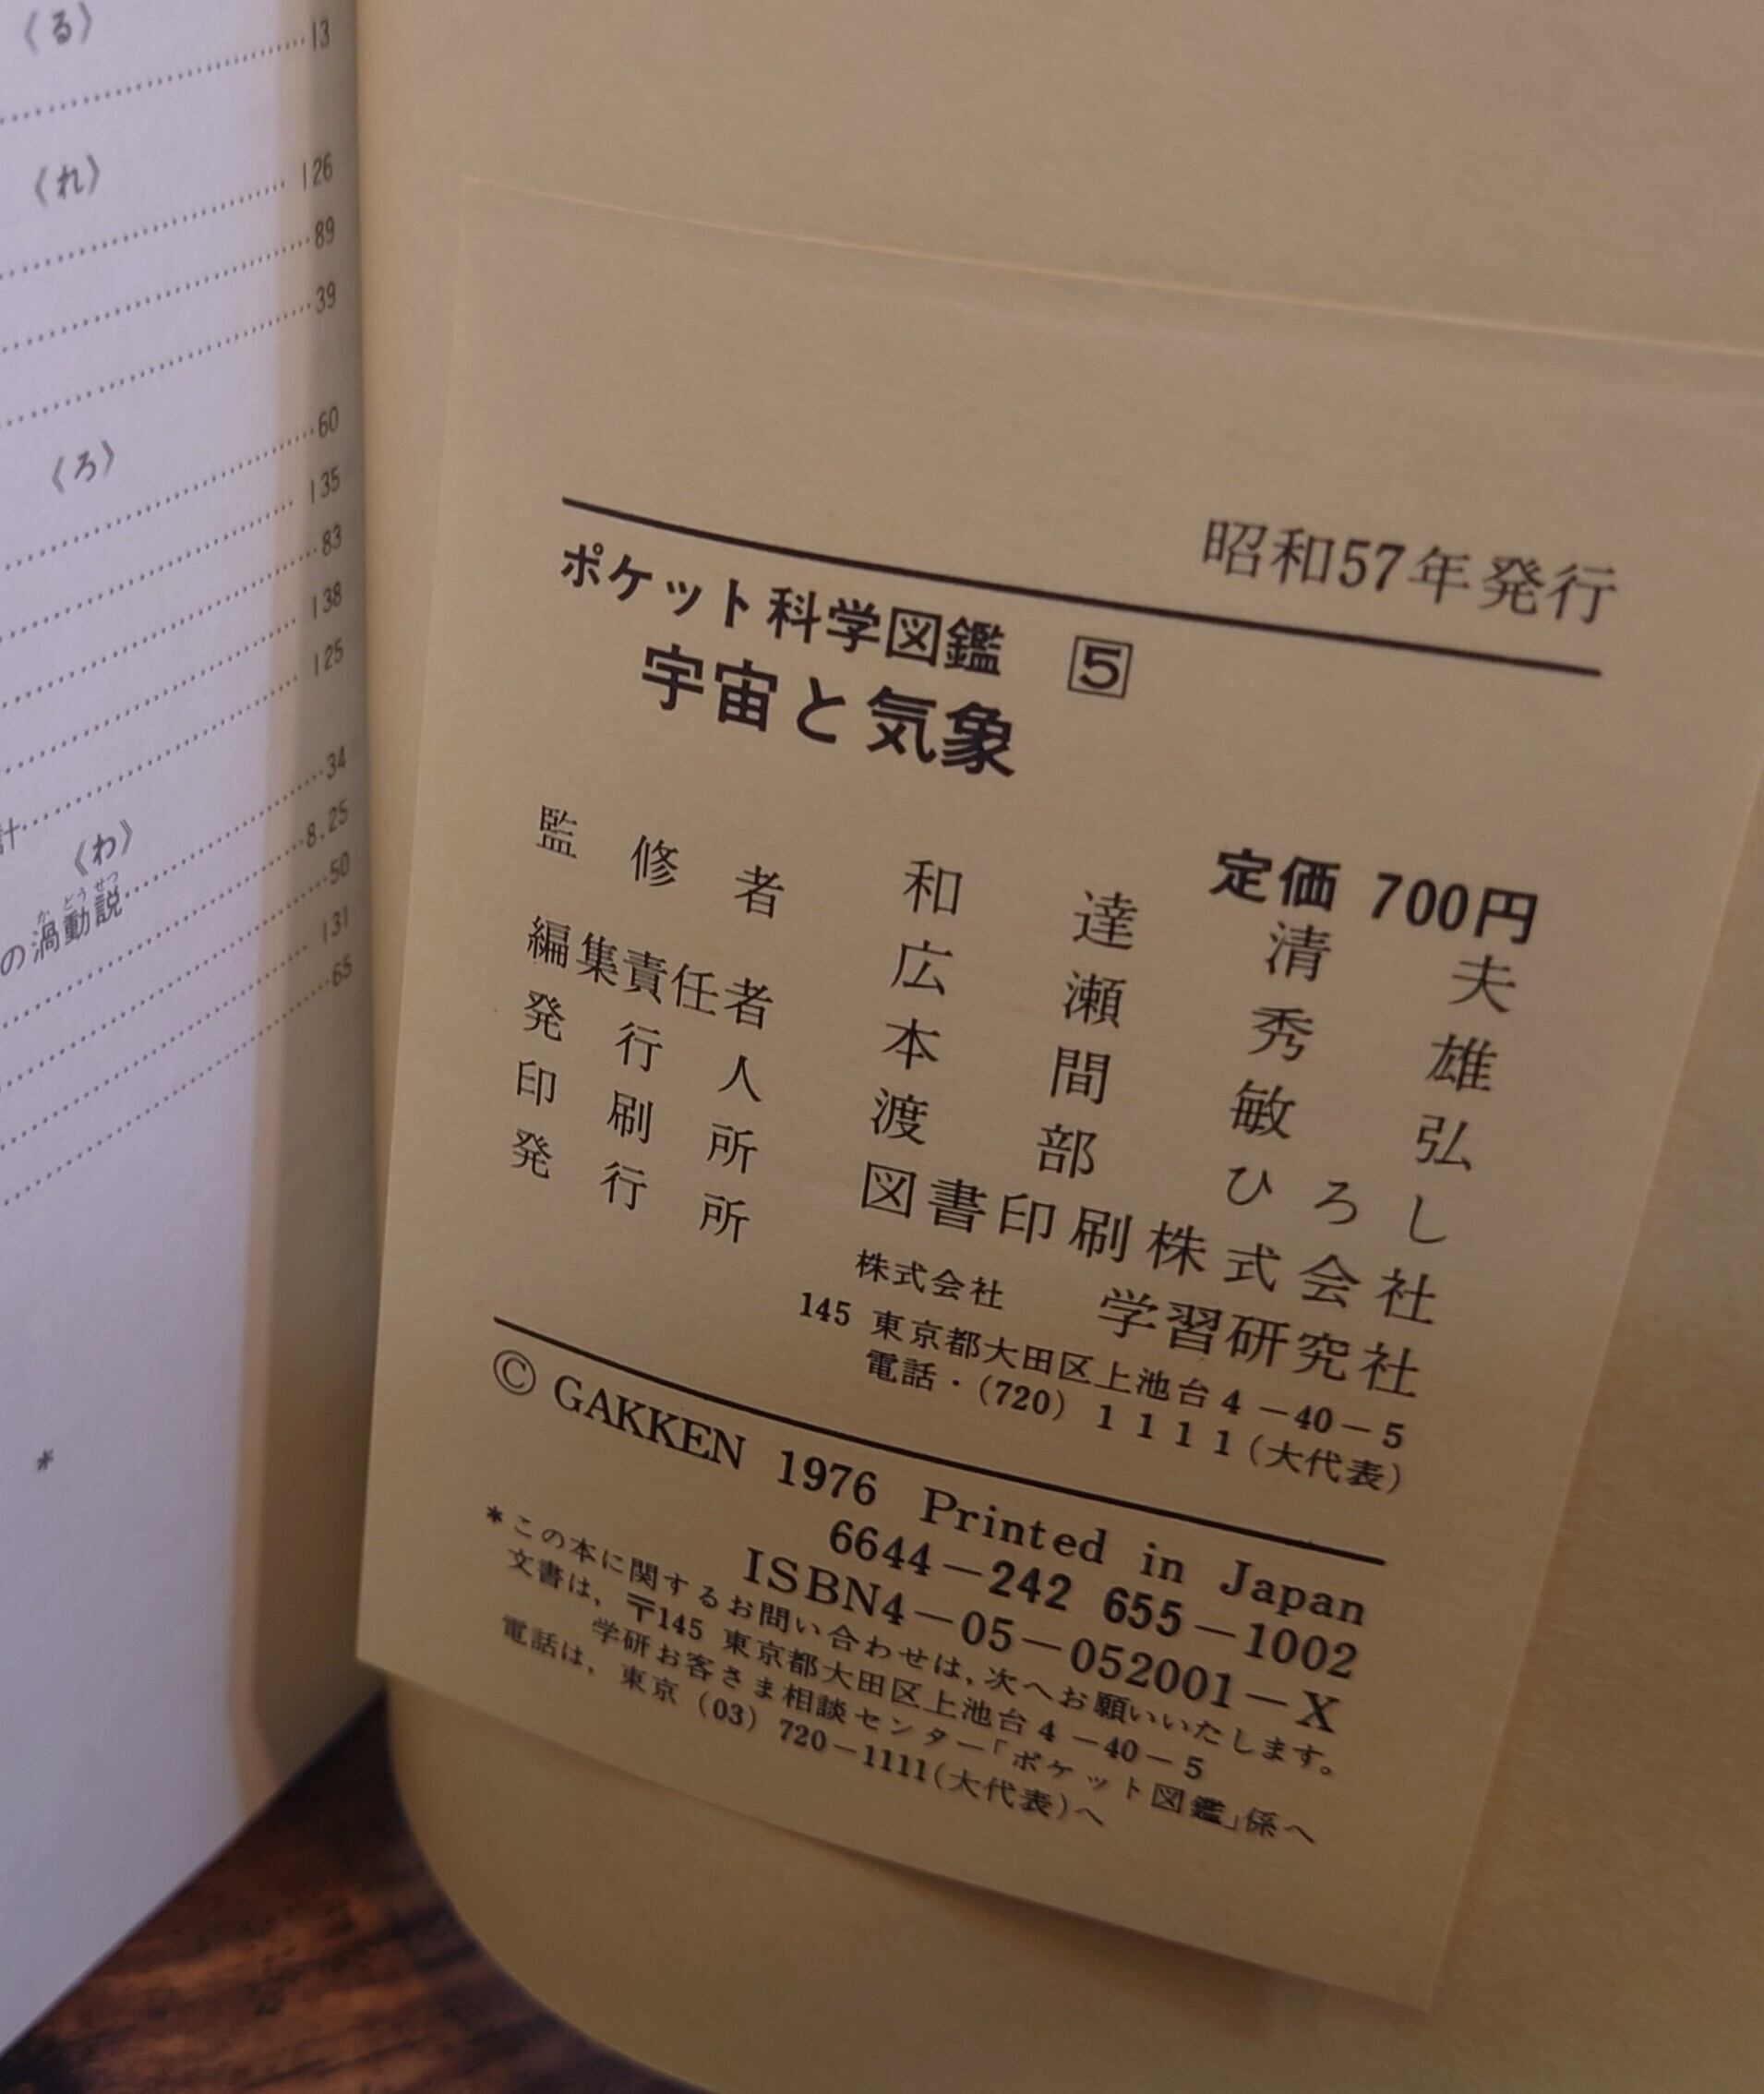 〈る〉
13
〈れ〉
126
89
39
〈ろ〉
60
135
83
138
125
計 34
〈わ〉
の渦動説 8.25
かどうせつ
50
131
65
*
昭和57年発行
ポケット科学図鑑 5
宇宙と気象
定価 700円
監修者 和達清夫
広瀬秀雄
編集責任者 本間敏弘
発行人 渡部ひろし
印刷所 図書印刷株式会社
発行所 株式会社 学習研究社
145 東京都大田区上池台4-40-5
電話・(720) 1111(大代表)
© GAKKEN 1976 Printed in Japan
6644-242 655-1002
ISBN4-05-052001-X
*この本に関するお問い合わせは,次へお願いいたします。
文書は,〒145 東京都大田区上池台4-40-5
学研お客さま相談センター「ポケット図鑑」係へ
電話は,東京 (03) 720-1111(大代表)へ